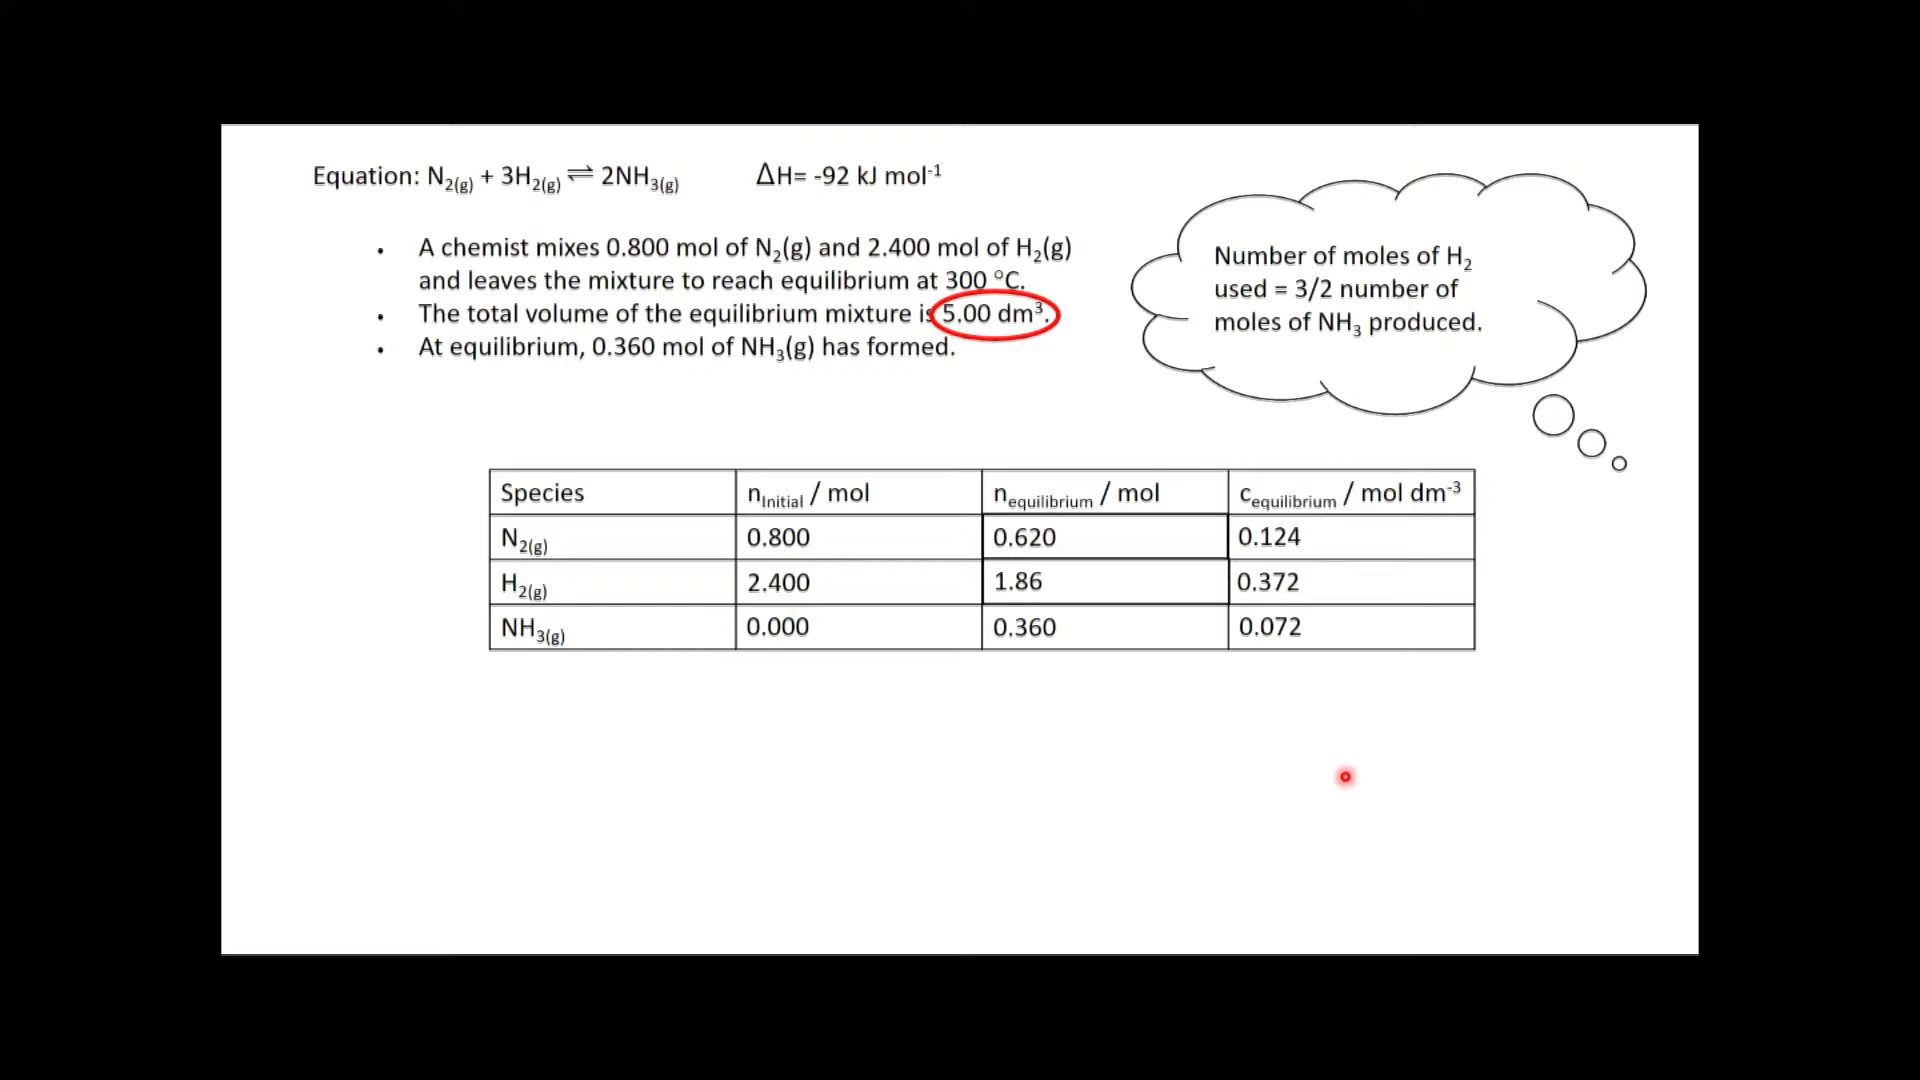 Equation: N₂₍g₎ + 3H₂₍g₎ ⇌ 2NH₃₍g₎ ΔH= -92 kJ mol⁻¹
• A chemist mixes 0.800 mol of N₂(g) and 2.400 mol of H₂(g)
and leaves the mixture to reach equilibrium at 300 °C.
• The total volume of the equilibrium mixture is 5.00 dm³.
• At equilibrium, 0.360 mol of NH₃(g) has formed.
Number of moles of H₂
used = 3/2 number of
moles of NH₃ produced.
Species nInitial / mol nequilibrium / mol cequilibrium / mol dm⁻³
N₂₍g₎ 0.800 0.620 0.124
H₂₍g₎ 2.400 1.86 0.372
NH₃₍g₎ 0.000 0.360 0.072